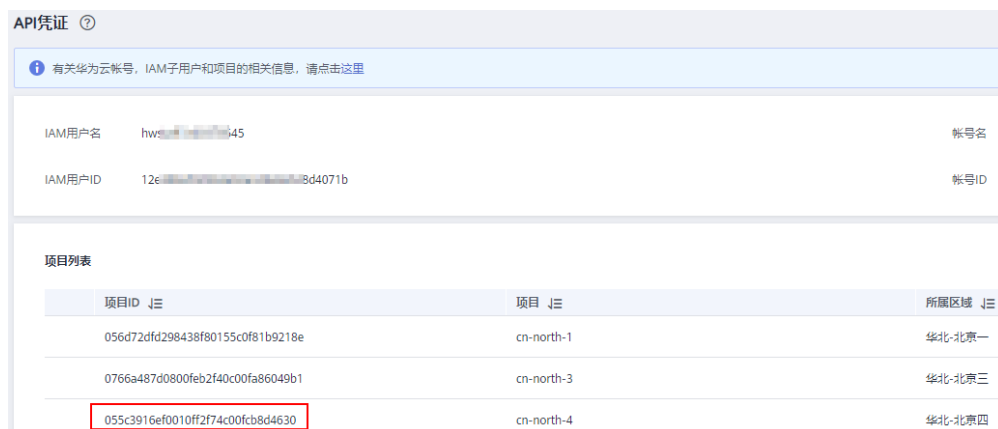 API凭证
有关华为云帐号，IAM子用户和项目的相关信息，请点击这里
IAM用户名 hws 545 帐号名
IAM用户ID 12e 8d4071b 帐号ID
项目列表
项目ID 项目 所属区域
056d72dfd298438f80155c0f81b9218e cn-north-1 华北-北京一
0766a487d0800feb2f40c00fa86049b1 cn-north-3 华北-北京三
055c3916ef0010ff2f74c00fcb8d4630 cn-north-4 华北-北京四